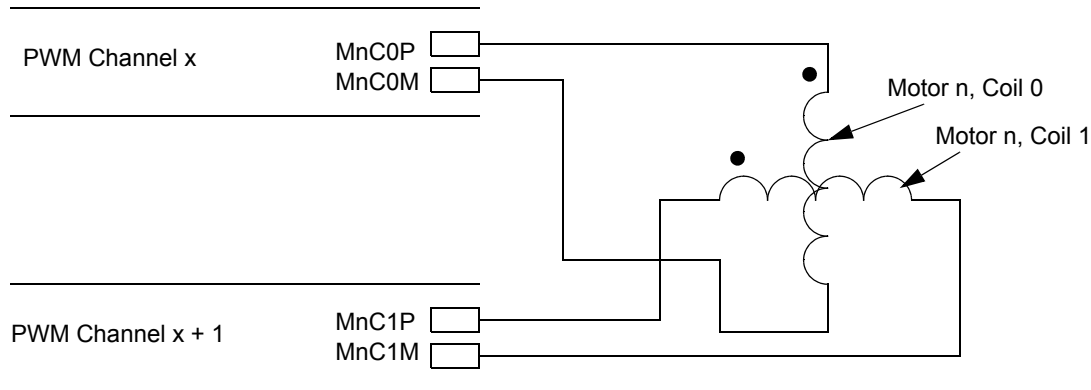 PWM Channel x
MnC0P
MnC0M
Motor n, Coil 0
Motor n, Coil 1
PWM Channel x + 1
MnC1P
MnC1M